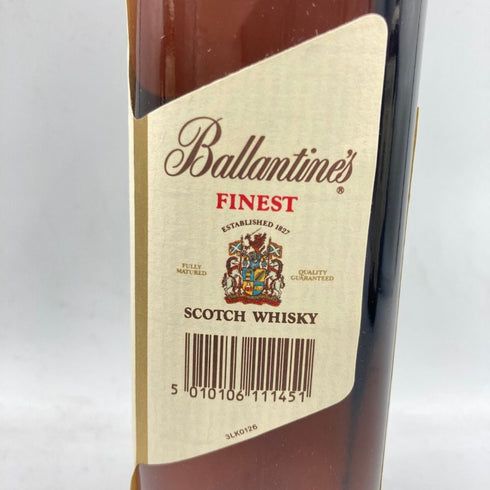 Ballantine's
®
FINEST
ESTABLISHED 1827
FULLY
MATURED
QUALITY
GUARANTEED
SCOTCH WHISKY
5 010106 111451
3LK0126